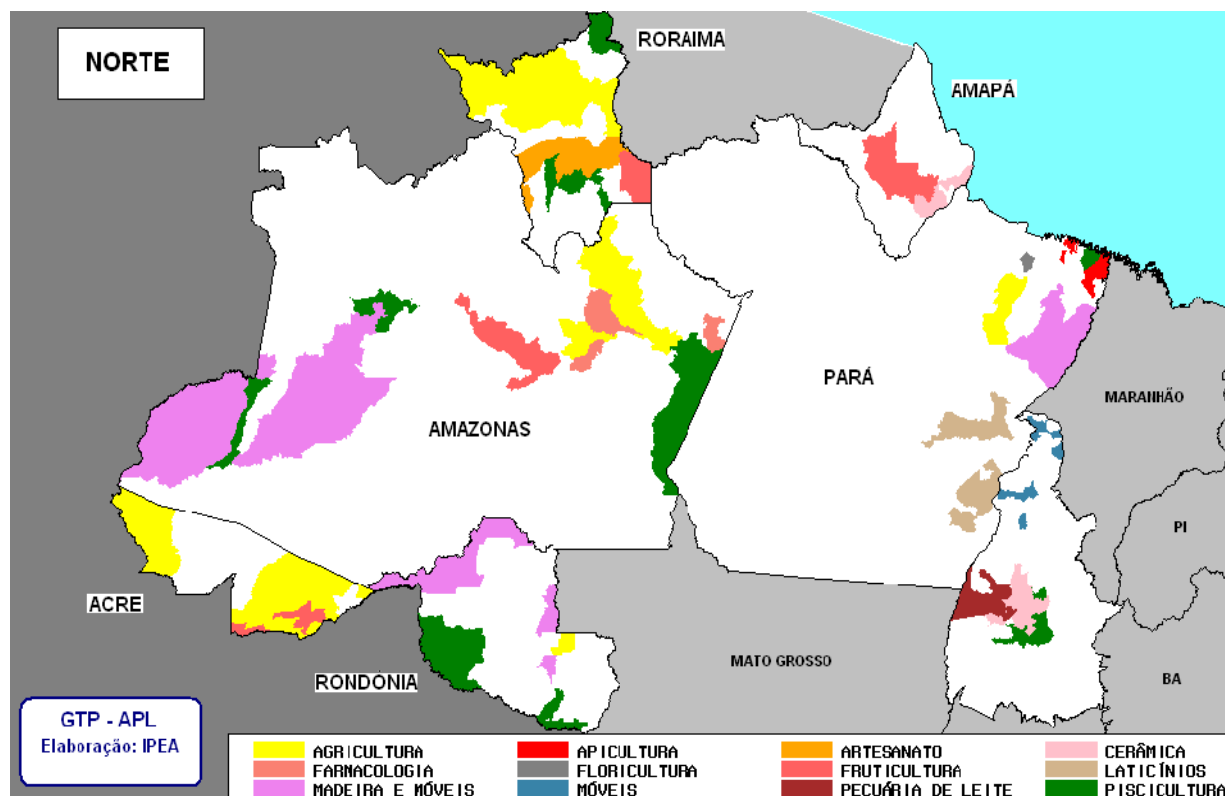 NORTE
RORAIMA
AMAPÁ
PARÁ
MARANHÃO
AMAZONAS
PI
ACRE
MATO GROSSO
RONDÔNIA
BA
GTP - APL
Elaboração: IPEA
AGRICULTURA
APICULTURA
ARTESANATO
CERÂMICA
FARMACOLOGIA
FLORICULTURA
FRUTICULTURA
LATICÍNIOS
MADEIRA E MÓVEIS
MÓVEIS
PECUÁRIA DE LEITE
PISCICULTURA